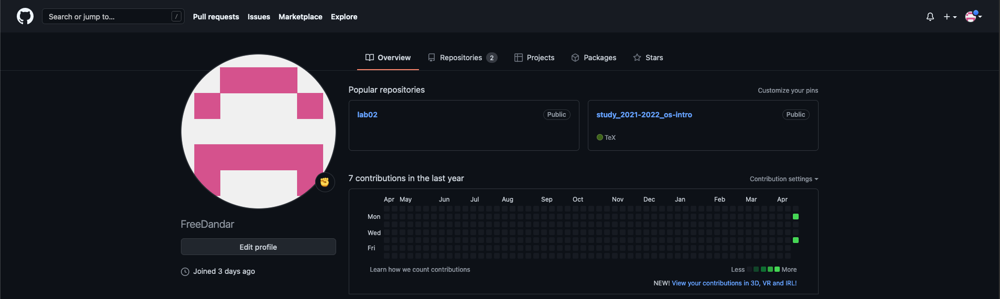 Search or jump to... / Pull requests Issues Marketplace Explore
Overview Repositories 2 Projects Packages Stars
Popular repositories Customize your pins
lab02 Public
study_2021-2022_os-intro Public
TeX
7 contributions in the last year Contribution settings
Apr May Jun Jul Aug Sep Oct Nov Dec Jan Feb Mar Apr
Mon
Wed
Fri
Learn how we count contributions Less More
NEW! View your contributions in 3D, VR and IRL!
FreeDandar
Edit profile
Joined 3 days ago